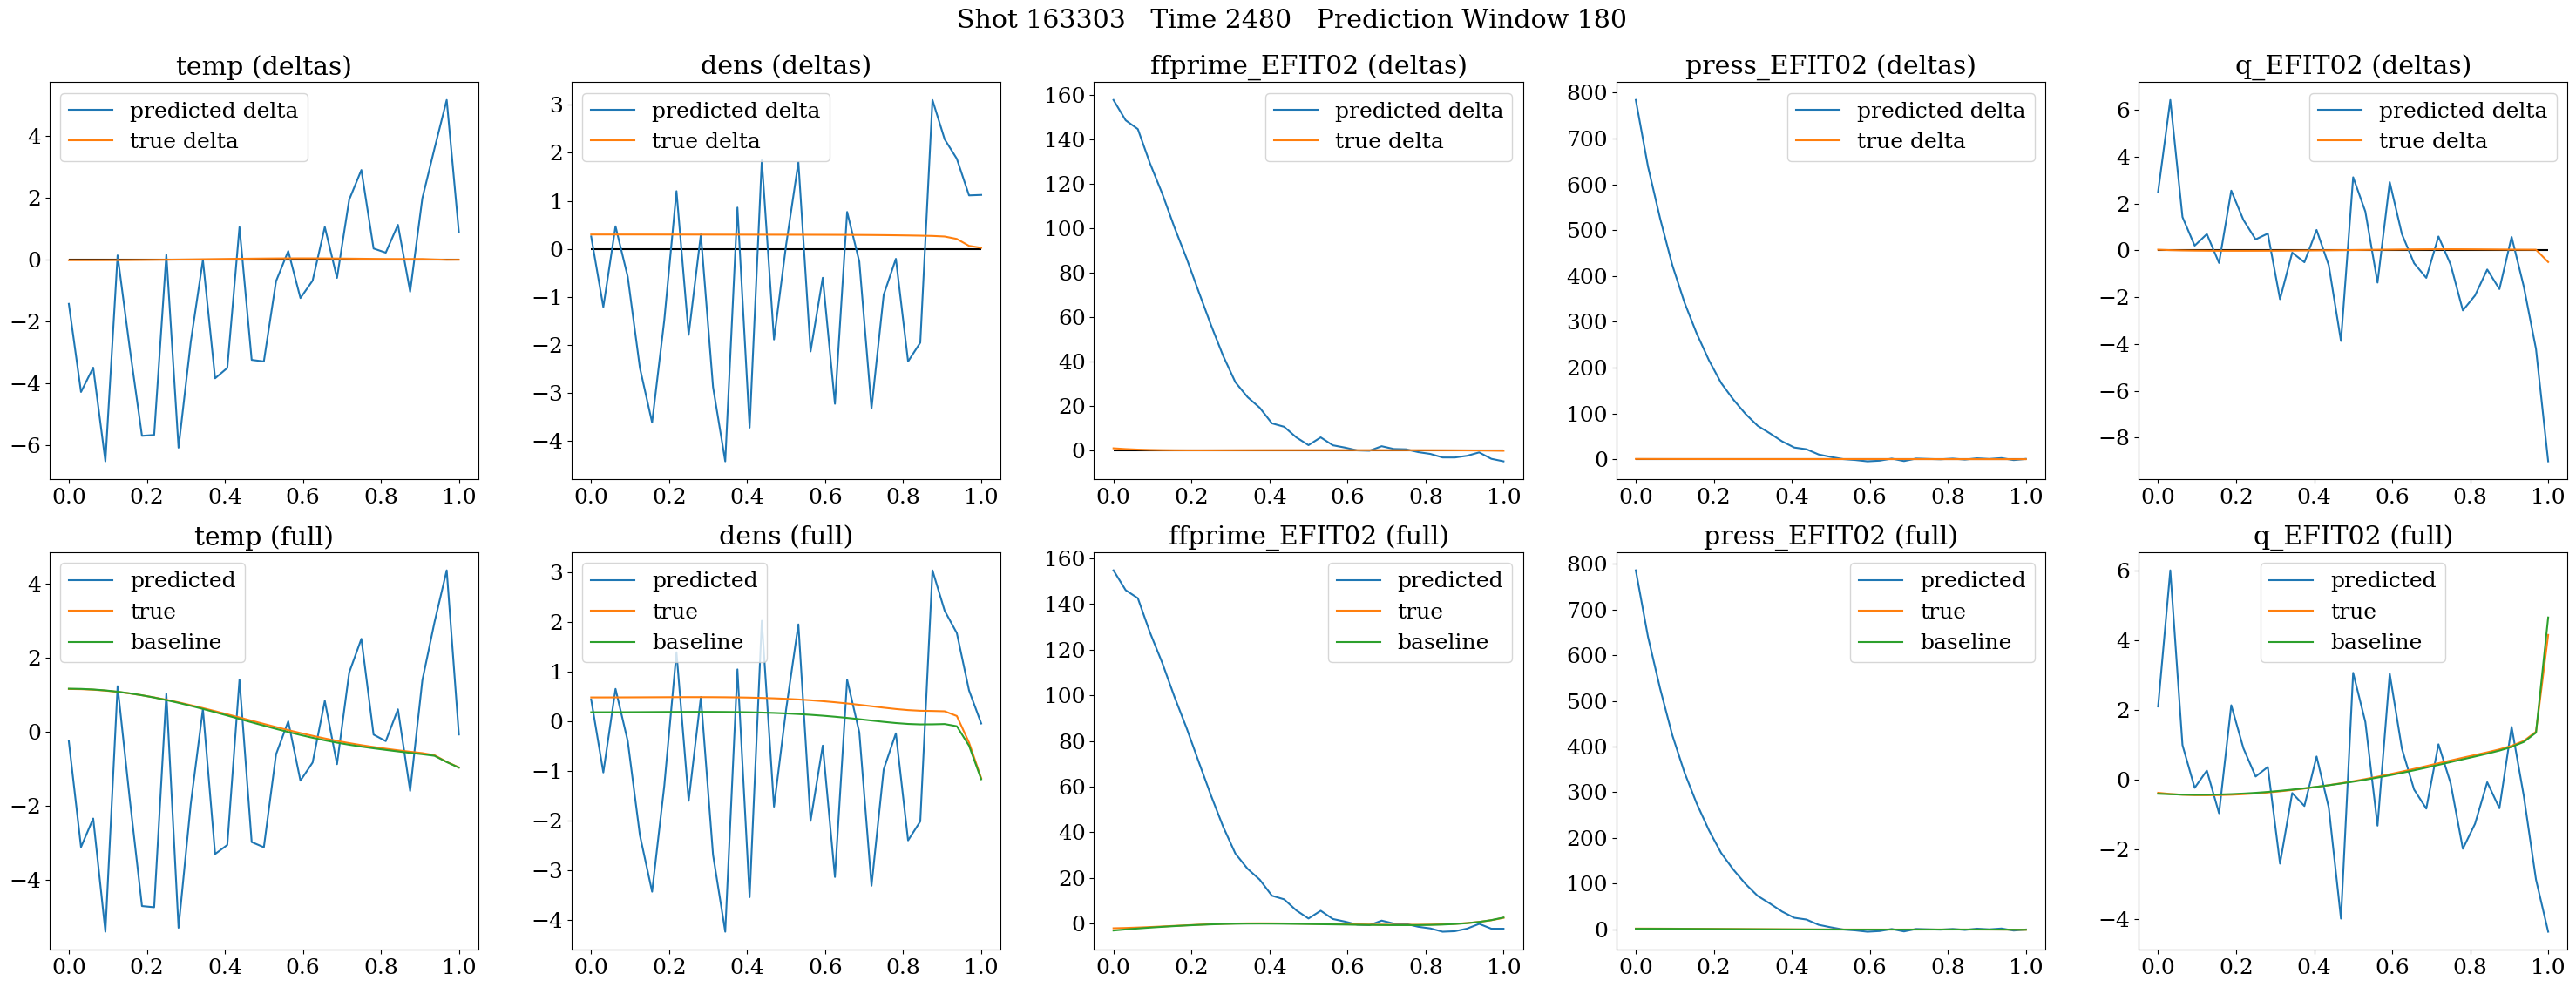 Shot 163303   Time 2480   Prediction Window 180
temp (deltas)
predicted delta
true delta
4
2
0
−2
−4
−6
0.0 0.2 0.4 0.6 0.8 1.0
dens (deltas)
predicted delta
true delta
3
2
1
0
−1
−2
−3
−4
0.0 0.2 0.4 0.6 0.8 1.0
ffprime_EFIT02 (deltas)
predicted delta
true delta
160
140
120
100
80
60
40
20
0
0.0 0.2 0.4 0.6 0.8 1.0
press_EFIT02 (deltas)
predicted delta
true delta
800
700
600
500
400
300
200
100
0
0.0 0.2 0.4 0.6 0.8 1.0
q_EFIT02 (deltas)
predicted delta
true delta
6
4
2
0
−2
−4
−6
−8
0.0 0.2 0.4 0.6 0.8 1.0
temp (full)
predicted
true
baseline
4
2
0
−2
−4
0.0 0.2 0.4 0.6 0.8 1.0
dens (full)
predicted
true
baseline
3
2
1
0
−1
−2
−3
−4
0.0 0.2 0.4 0.6 0.8 1.0
ffprime_EFIT02 (full)
predicted
true
baseline
160
140
120
100
80
60
40
20
0
0.0 0.2 0.4 0.6 0.8 1.0
press_EFIT02 (full)
predicted
true
baseline
800
700
600
500
400
300
200
100
0
0.0 0.2 0.4 0.6 0.8 1.0
q_EFIT02 (full)
predicted
true
baseline
6
4
2
0
−2
−4
0.0 0.2 0.4 0.6 0.8 1.0